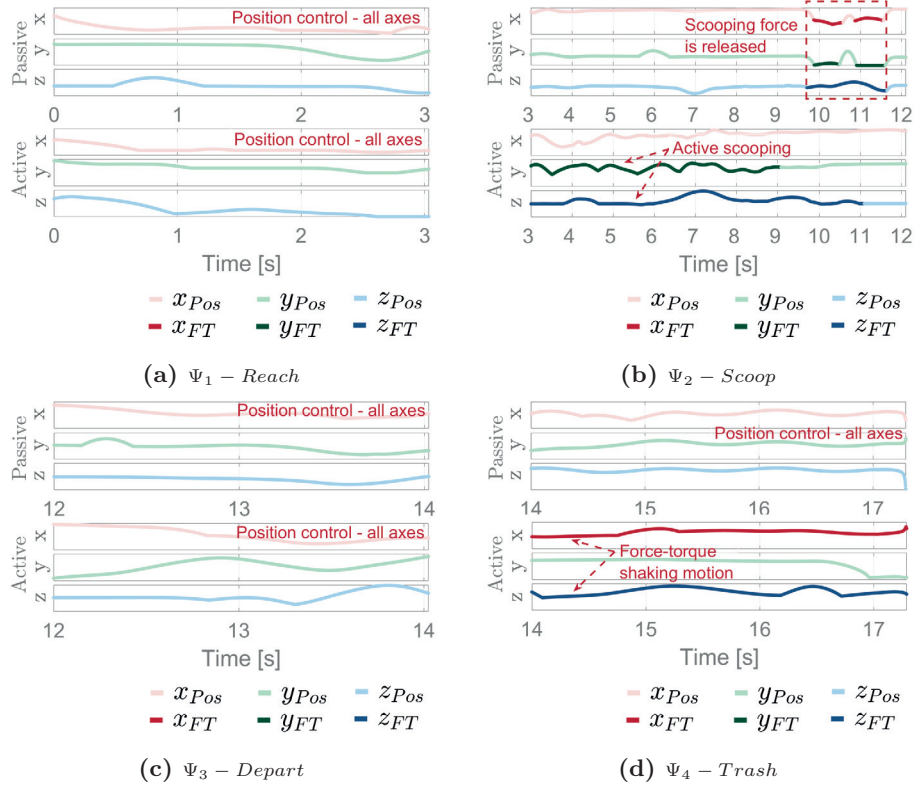 Passive
x
y
z
Position control - all axes
0 1 2 3
Active
x
y
z
Position control - all axes
0 1 2 3
Time [s]
x_Pos y_Pos z_Pos
x_FT y_FT z_FT
(a) Ψ₁ − Reach
Passive
x
y
z
Scooping force
is released
3 4 5 6 7 8 9 10 11 12
Active
x
y
z
Active scooping
3 4 5 6 7 8 9 10 11 12
Time [s]
x_Pos y_Pos z_Pos
x_FT y_FT z_FT
(b) Ψ₂ − Scoop
Passive
x
y
z
Position control - all axes
12 13 14
Active
x
y
z
Position control - all axes
12 13 14
Time [s]
x_Pos y_Pos z_Pos
x_FT y_FT z_FT
(c) Ψ₃ − Depart
Passive
x
y
z
Position control - all axes
14 15 16 17
Active
x
y
z
Force-torque
shaking motion
14 15 16 17
Time [s]
x_Pos y_Pos z_Pos
x_FT y_FT z_FT
(d) Ψ₄ − Trash